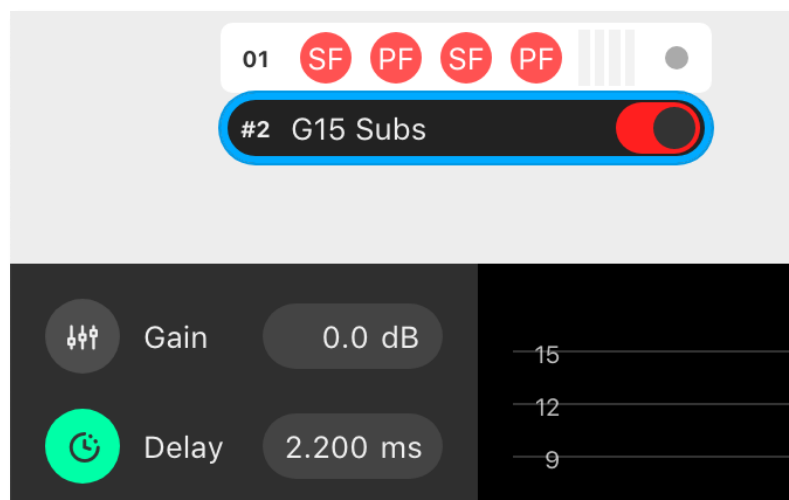 01 SF PF SF PF
#2 G15 Subs
Gain 0.0 dB
15
12
Delay 2.200 ms
9